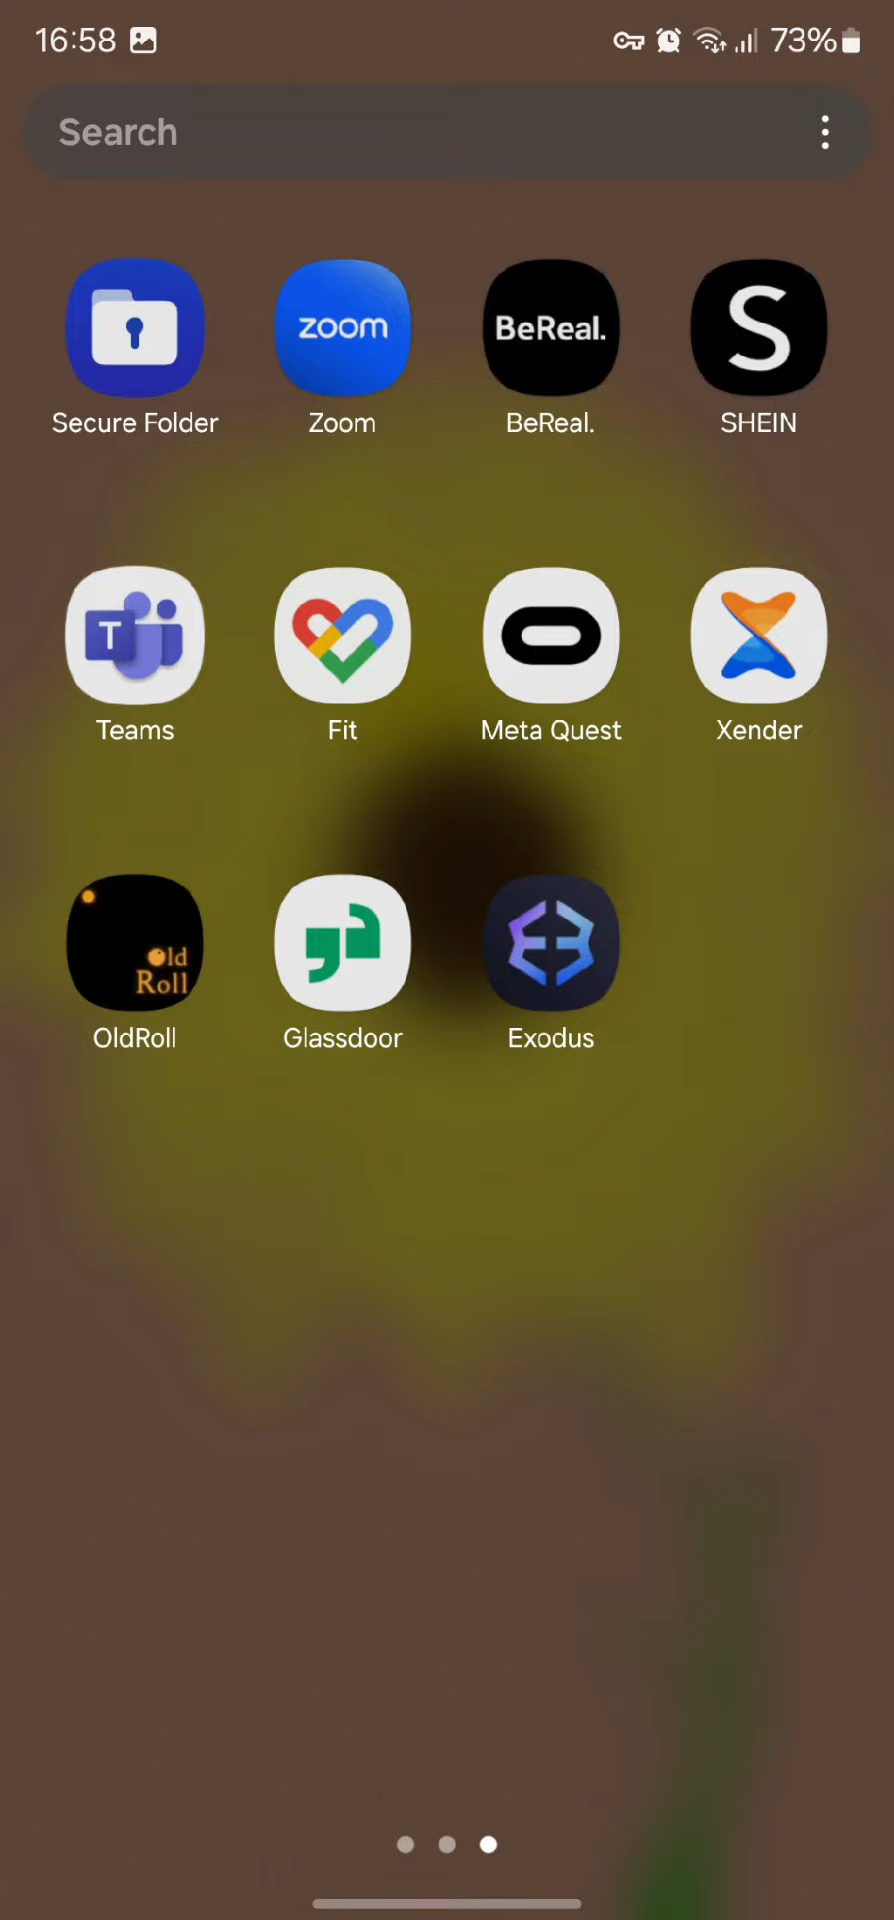 16:58
73%
Search
zoom
BeReal.
S
Secure Folder
Zoom
BeReal.
SHEIN
T
Teams
Fit
Meta Quest
Xender
Old
Roll
OldRoll
Glassdoor
Exodus